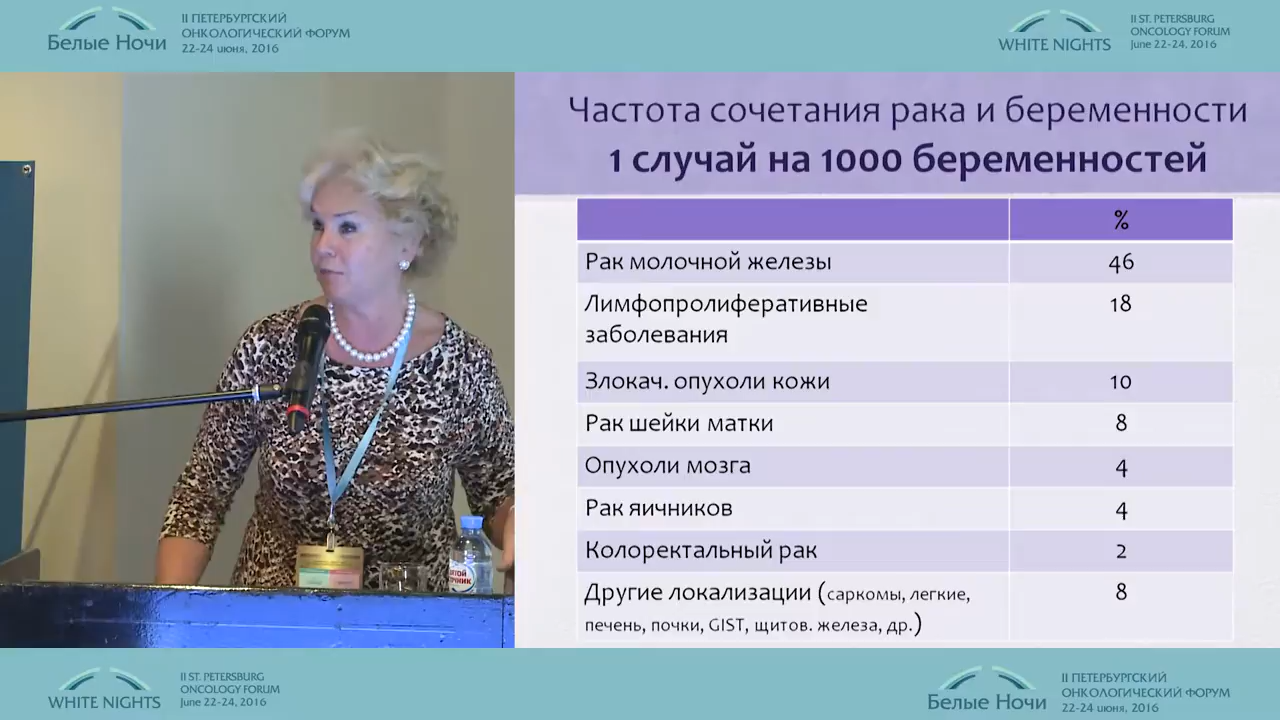 Белые Ночи
II ПЕТЕРБУРГСКИЙ
ОНКОЛОГИЧЕСКИЙ ФОРУМ
22-24 июня, 2016
WHITE NIGHTS
II ST. PETERSBURG
ONCOLOGY FORUM
June 22-24, 2016
Частота сочетания рака и беременности
1 случай на 1000 беременностей
%
Рак молочной железы 46
Лимфопролиферативные 18
заболевания
Злокач. опухоли кожи 10
Рак шейки матки 8
Опухоли мозга 4
Рак яичников 4
Колоректальный рак 2
Другие локализации (саркомы, легкие, 8
печень, почки, GIST, щитов. железа, др.)
WHITE NIGHTS
II ST. PETERSBURG
ONCOLOGY FORUM
June 22-24, 2016
Белые Ночи
II ПЕТЕРБУРГСКИЙ
ОНКОЛОГИЧЕСКИЙ ФОРУМ
22-24 июня, 2016